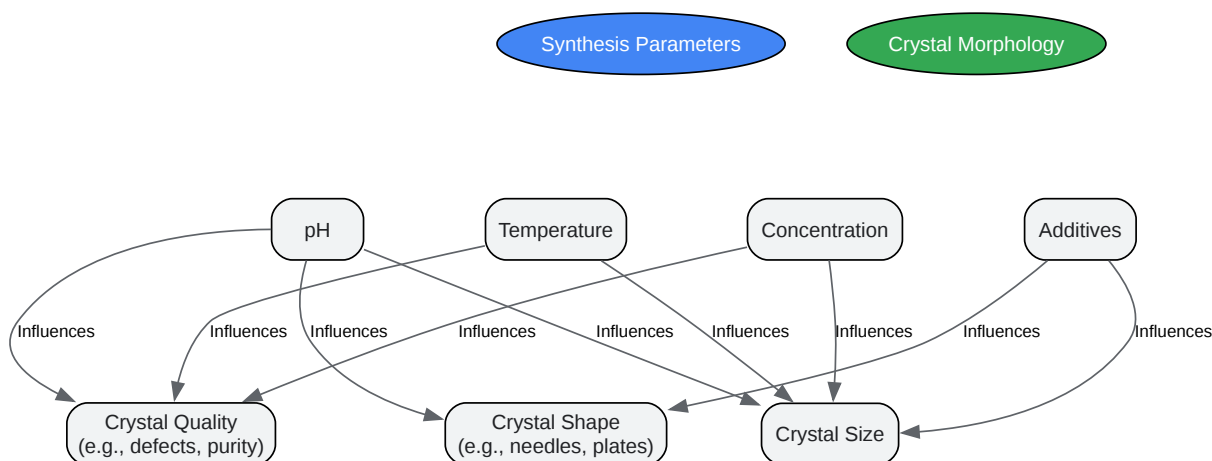 Synthesis Parameters
Crystal Morphology
pH
Temperature
Concentration
Additives
Influences
Influences
Influences
Influences
Influences
Influences
Influences
Influences
Influences
Crystal Quality
(e.g., defects, purity)
Crystal Shape
(e.g., needles, plates)
Crystal Size